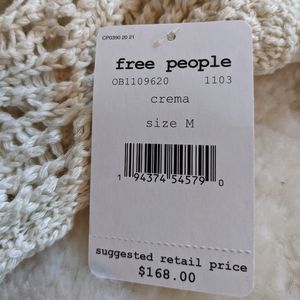 CP0390 20 21
free people
OB1109620 1103
crema
size M
1 94374 54579 0
suggested retail price
$168.00